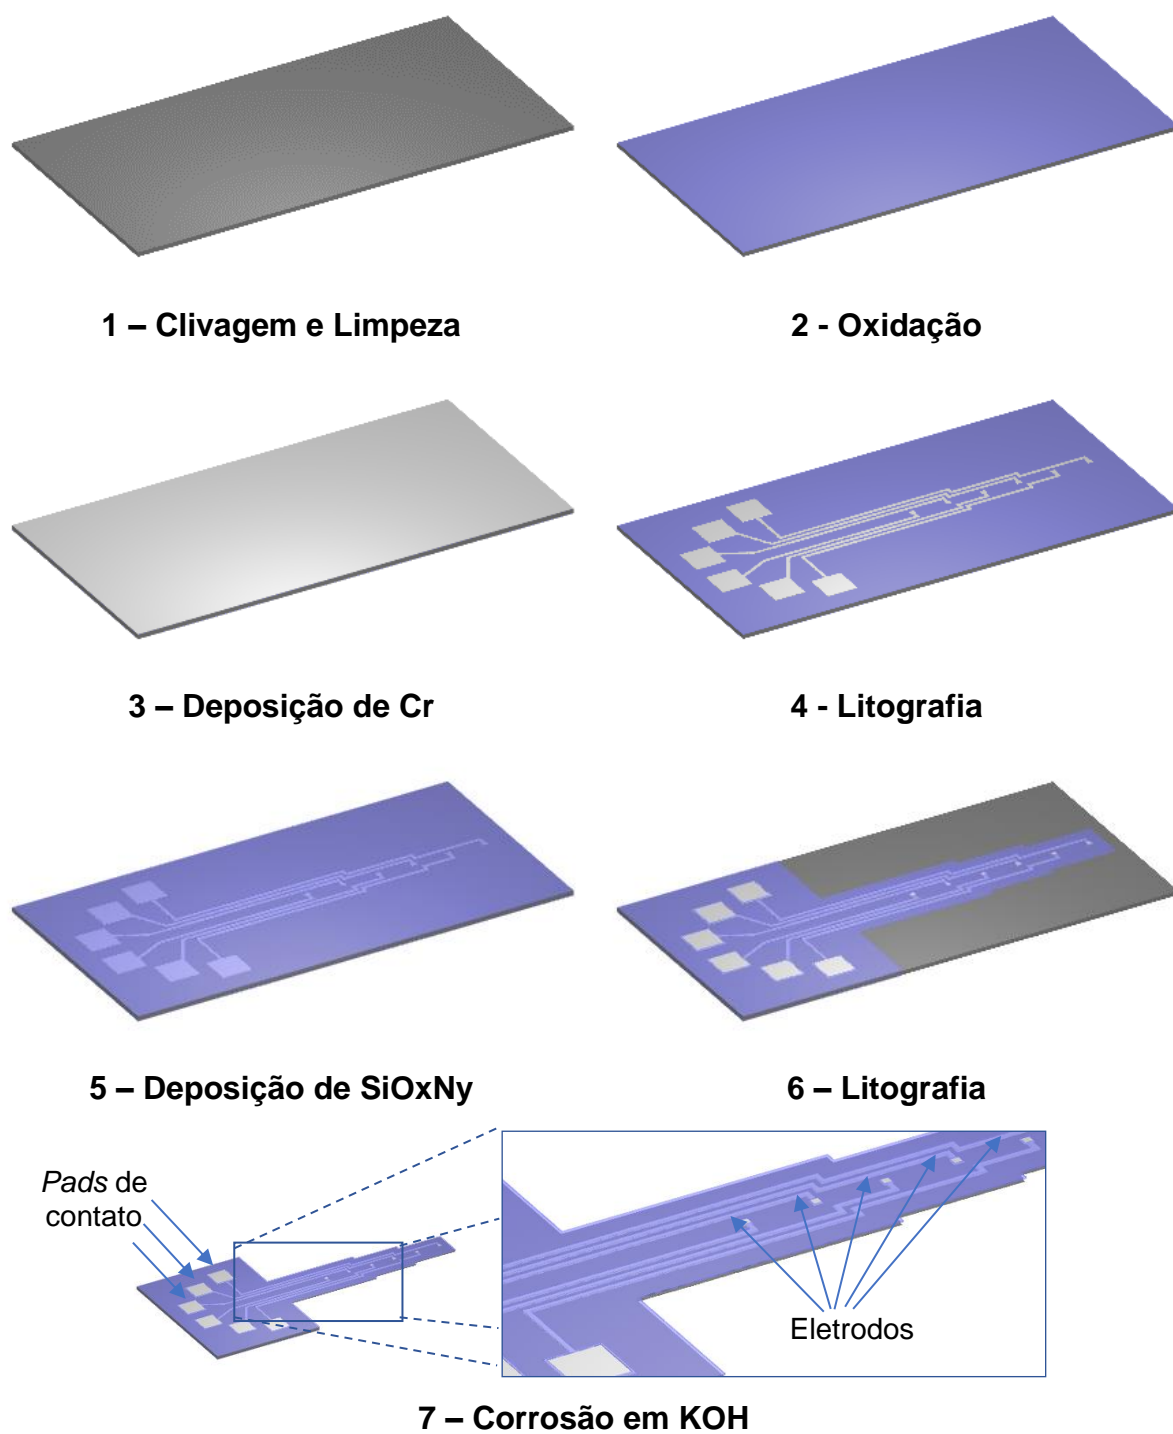 1 – Clivagem e Limpeza
2 - Oxidação
3 – Deposição de Cr
4 - Litografia
5 – Deposição de SiOxNy
6 – Litografia
Pads de
contato
Eletrodos
7 – Corrosão em KOH